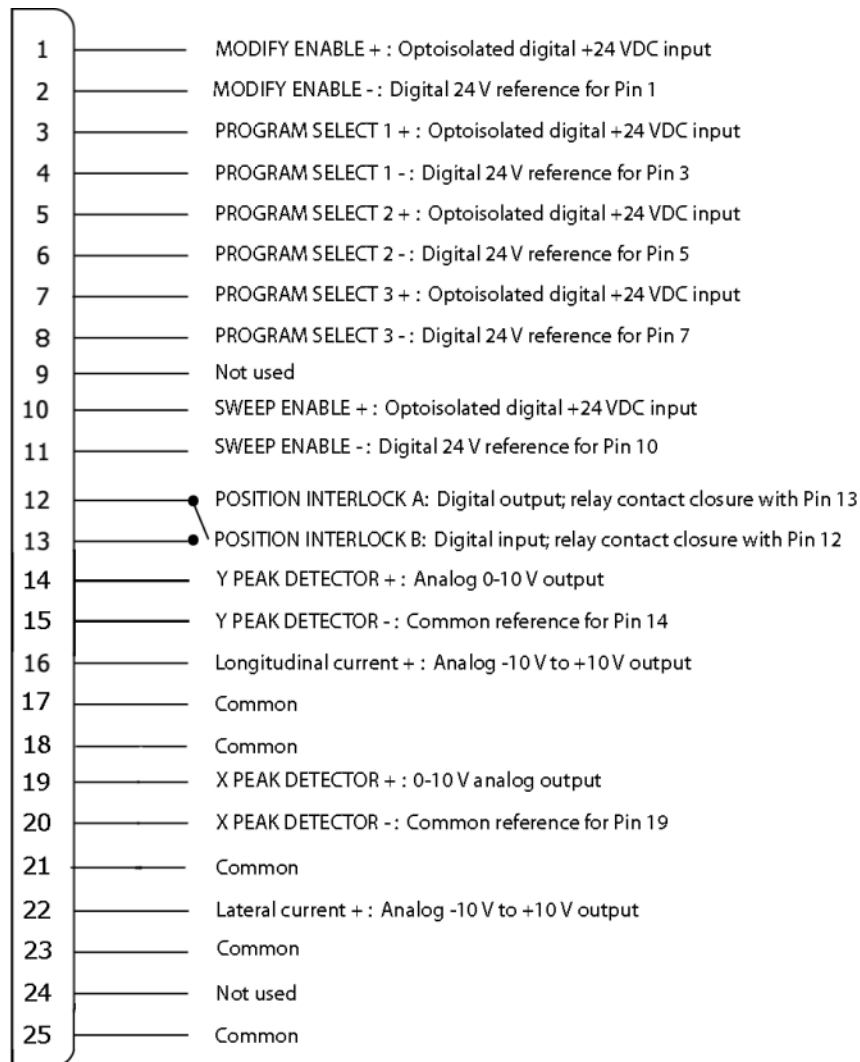 1 MODIFY ENABLE + : Optoisolated digital +24 VDC input
2 MODIFY ENABLE - : Digital 24 V reference for Pin 1
3 PROGRAM SELECT 1 + : Optoisolated digital +24 VDC input
4 PROGRAM SELECT 1 - : Digital 24 V reference for Pin 3
5 PROGRAM SELECT 2 + : Optoisolated digital +24 VDC input
6 PROGRAM SELECT 2 - : Digital 24 V reference for Pin 5
7 PROGRAM SELECT 3 + : Optoisolated digital +24 VDC input
8 PROGRAM SELECT 3 - : Digital 24 V reference for Pin 7
9 Not used
10 SWEEP ENABLE + : Optoisolated digital +24 VDC input
11 SWEEP ENABLE - : Digital 24 V reference for Pin 10
12 POSITION INTERLOCK A: Digital output; relay contact closure with Pin 13
13 POSITION INTERLOCK B: Digital input; relay contact closure with Pin 12
14 Y PEAK DETECTOR + : Analog 0-10 V output
15 Y PEAK DETECTOR - : Common reference for Pin 14
16 Longitudinal current + : Analog -10 V to +10 V output
17 Common
18 Common
19 X PEAK DETECTOR + : 0-10 V analog output
20 X PEAK DETECTOR - : Common reference for Pin 19
21 Common
22 Lateral current + : Analog -10 V to +10 V output
23 Common
24 Not used
25 Common